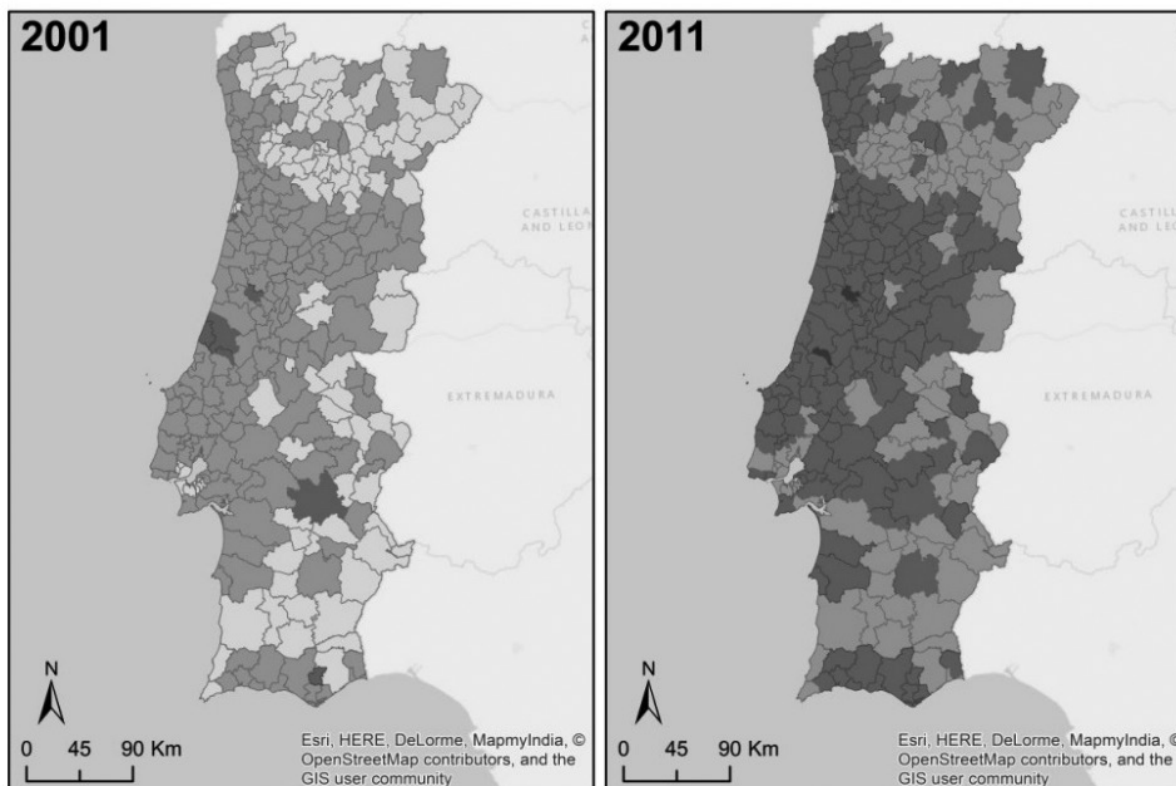 2001
CASTILLA
AND LEO
EXTREMADURA
N
0 45 90 Km
Esri, HERE, DeLorme, MapmyIndia, ©
OpenStreetMap contributors, and the
GIS user community
2011
CASTILL
AND LEON
EXTREMADURA
N
0 45 90 Km
Esri, HERE, DeLorme, MapmyIndia, ©
OpenStreetMap contributors, and the
GIS user community